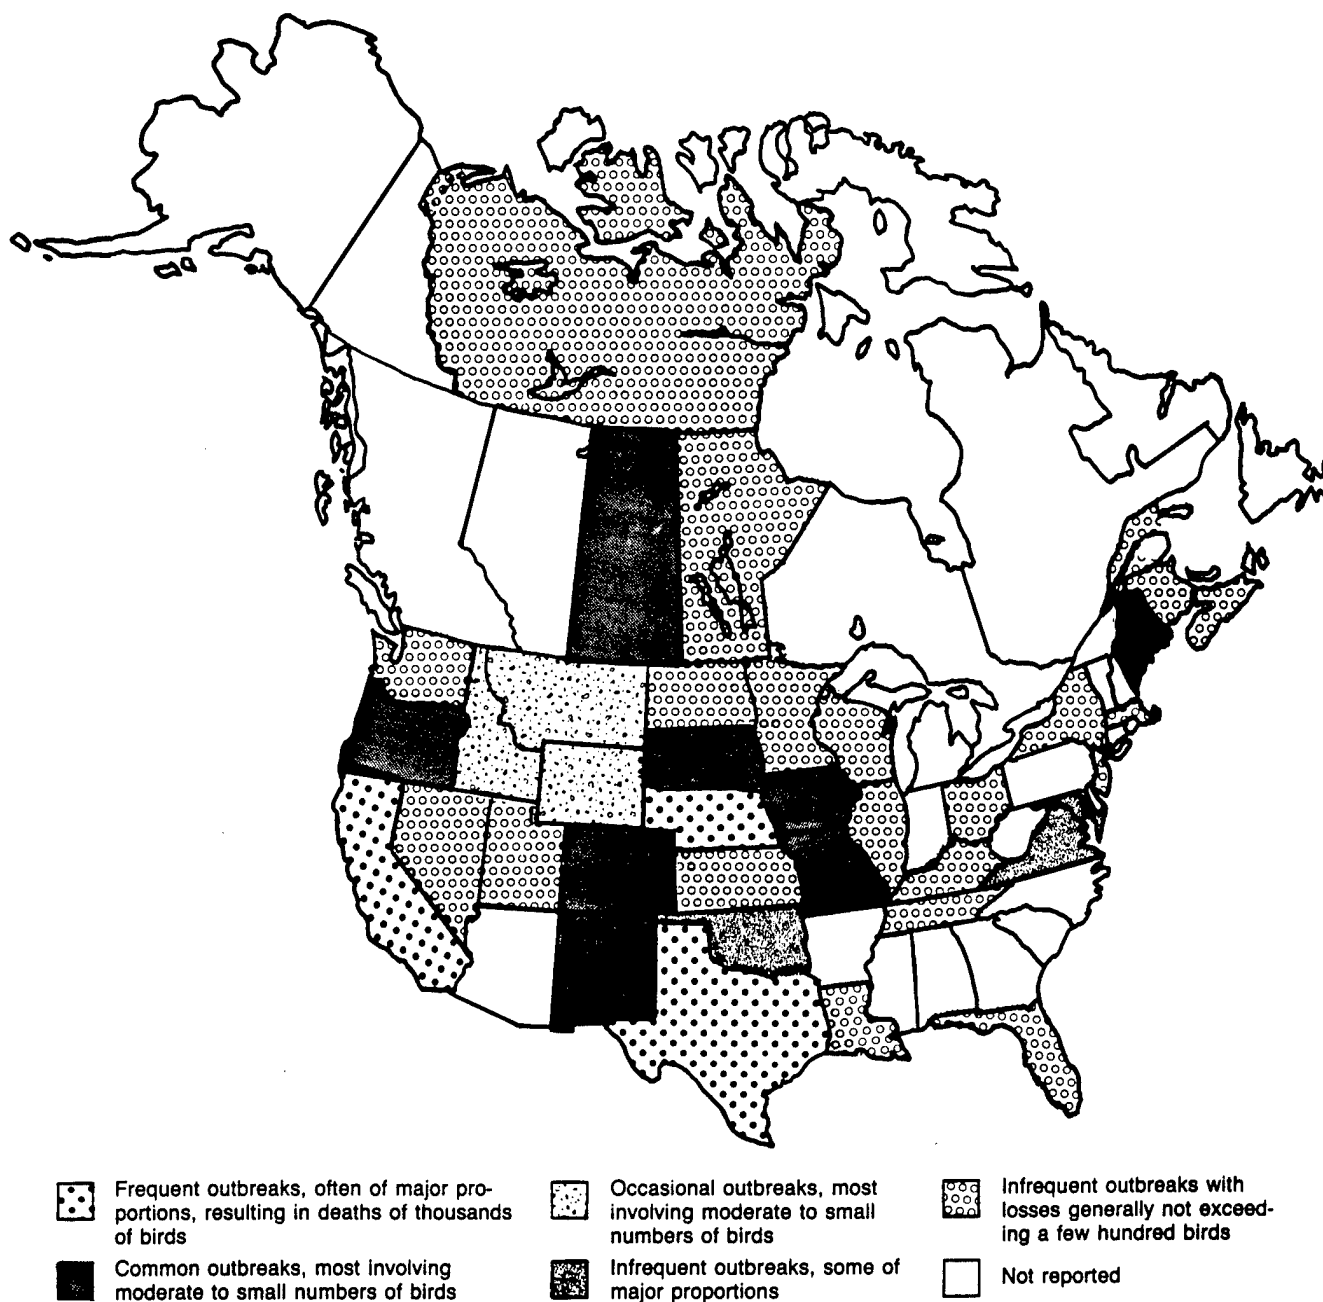 Frequent outbreaks, often of major pro-
portions, resulting in deaths of thousands
of birds
Common outbreaks, most involving
moderate to small numbers of birds
Occasional outbreaks, most
involving moderate to small
numbers of birds
Infrequent outbreaks, some of
major proportions
Infrequent outbreaks with
losses generally not exceed-
ing a few hundred birds
Not reported